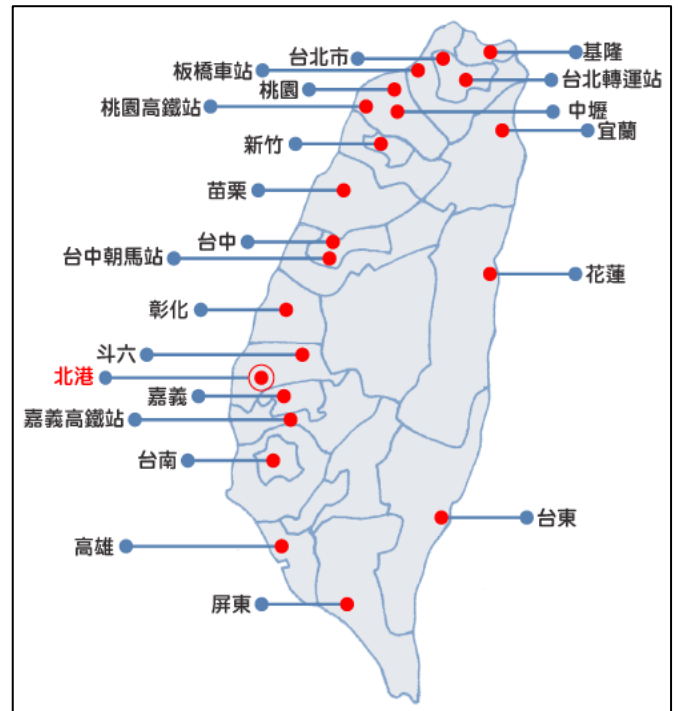 基隆
台北市
板橋車站
台北轉運站
桃園
桃園高鐵站
中壢
宜蘭
新竹
苗栗
台中
台中朝馬站
花蓮
彰化
斗六
北港
嘉義
嘉義高鐵站
台南
台東
高雄
屏東